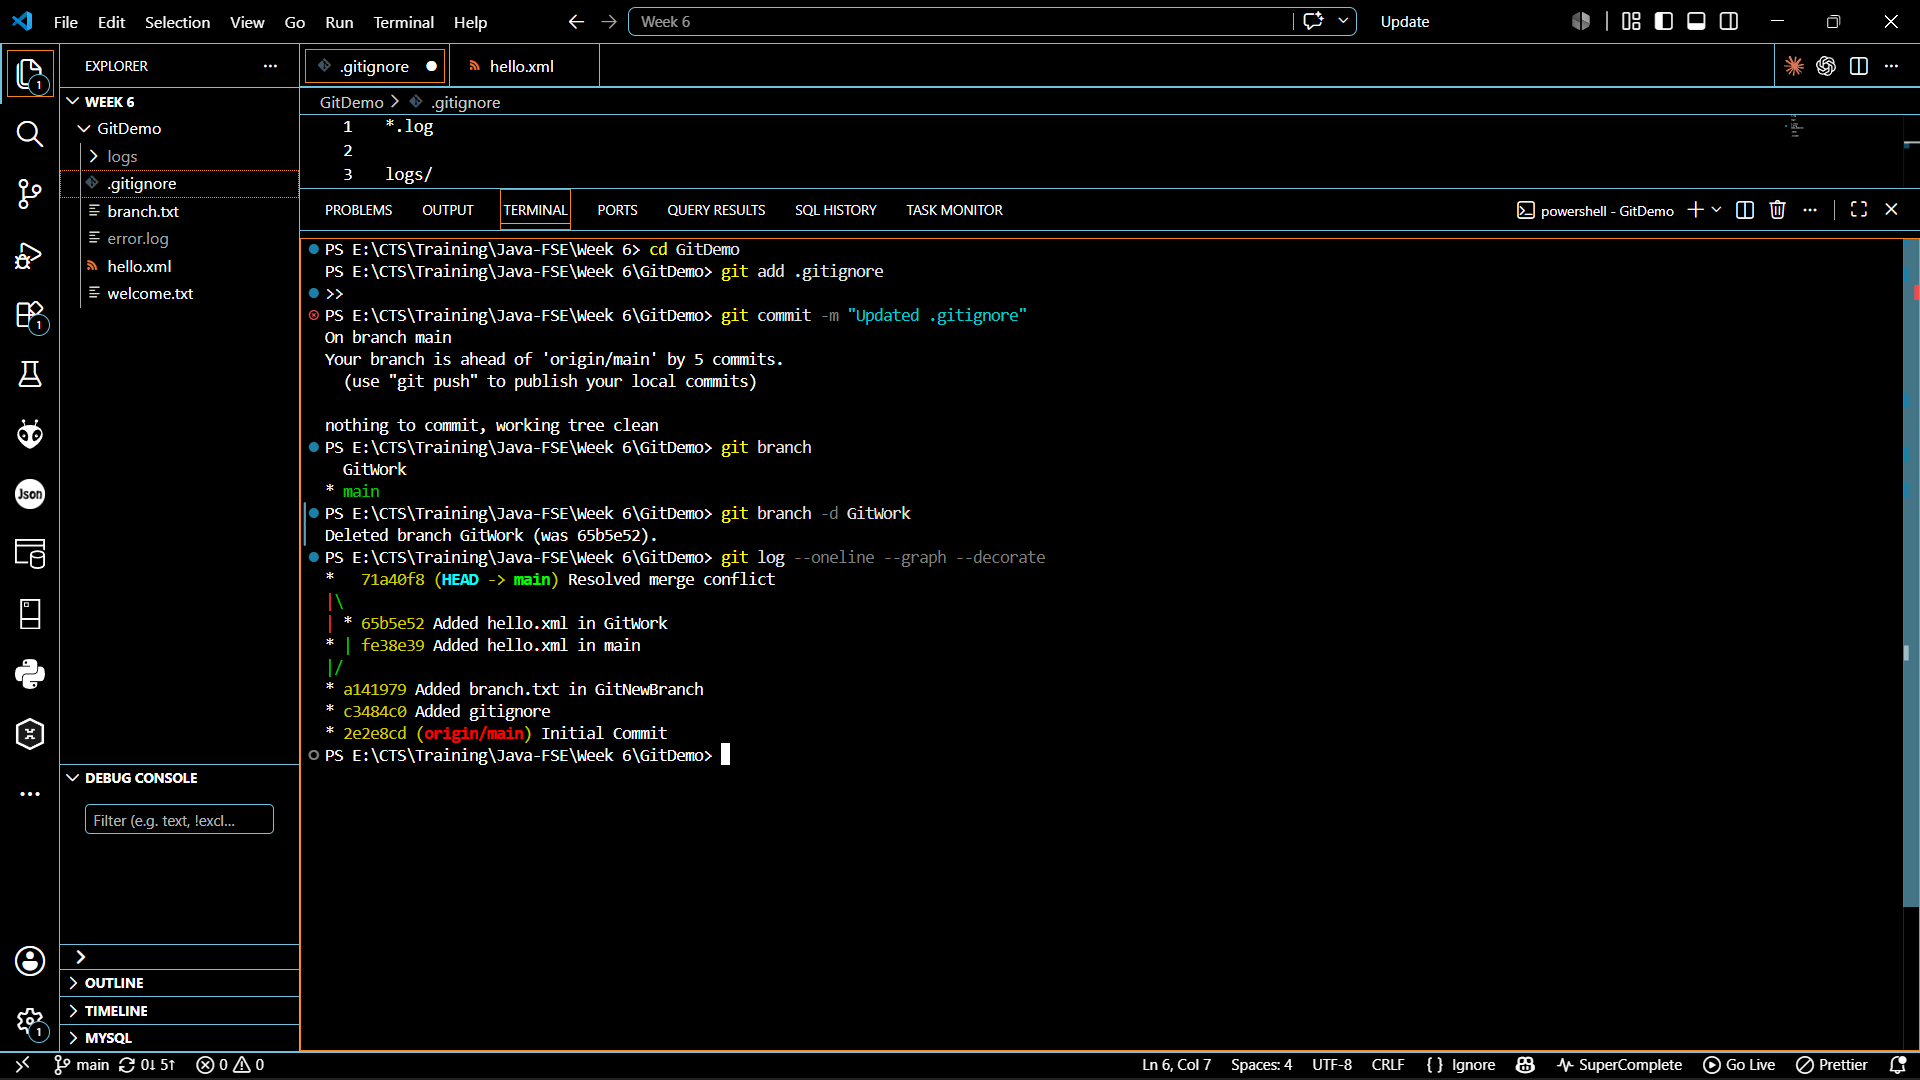 File Edit Selection View Go Run Terminal Help
Week 6
Update
EXPLORER
1
WEEK 6
GitDemo
logs
.gitignore
branch.txt
error.log
hello.xml
welcome.txt
1
Json
DEBUG CONSOLE
Filter (e.g. text, !excl...
OUTLINE
TIMELINE
MYSQL
1
.gitignore
hello.xml
GitDemo > .gitignore
1 *.log
2
3 logs/
PROBLEMS OUTPUT TERMINAL PORTS QUERY RESULTS SQL HISTORY TASK MONITOR
powershell - GitDemo
PS E:\CTS\Training\Java-FSE\Week 6> cd GitDemo
PS E:\CTS\Training\Java-FSE\Week 6\GitDemo> git add .gitignore
>>
PS E:\CTS\Training\Java-FSE\Week 6\GitDemo> git commit -m "Updated .gitignore"
On branch main
Your branch is ahead of 'origin/main' by 5 commits.
(use "git push" to publish your local commits)
nothing to commit, working tree clean
PS E:\CTS\Training\Java-FSE\Week 6\GitDemo> git branch
GitWork
* main
PS E:\CTS\Training\Java-FSE\Week 6\GitDemo> git branch -d GitWork
Deleted branch GitWork (was 65b5e52).
PS E:\CTS\Training\Java-FSE\Week 6\GitDemo> git log --oneline --graph --decorate
*   71a40f8 (HEAD -> main) Resolved merge conflict
|\
| * 65b5e52 Added hello.xml in GitWork
* | fe38e39 Added hello.xml in main
|/
* a141979 Added branch.txt in GitNewBranch
* c3484c0 Added gitignore
* 2e2e8cd (origin/main) Initial Commit
PS E:\CTS\Training\Java-FSE\Week 6\GitDemo>
main 0↓ 5↑ 0 0
Ln 6, Col 7 Spaces: 4 UTF-8 CRLF { } Ignore SuperComplete Go Live Prettier